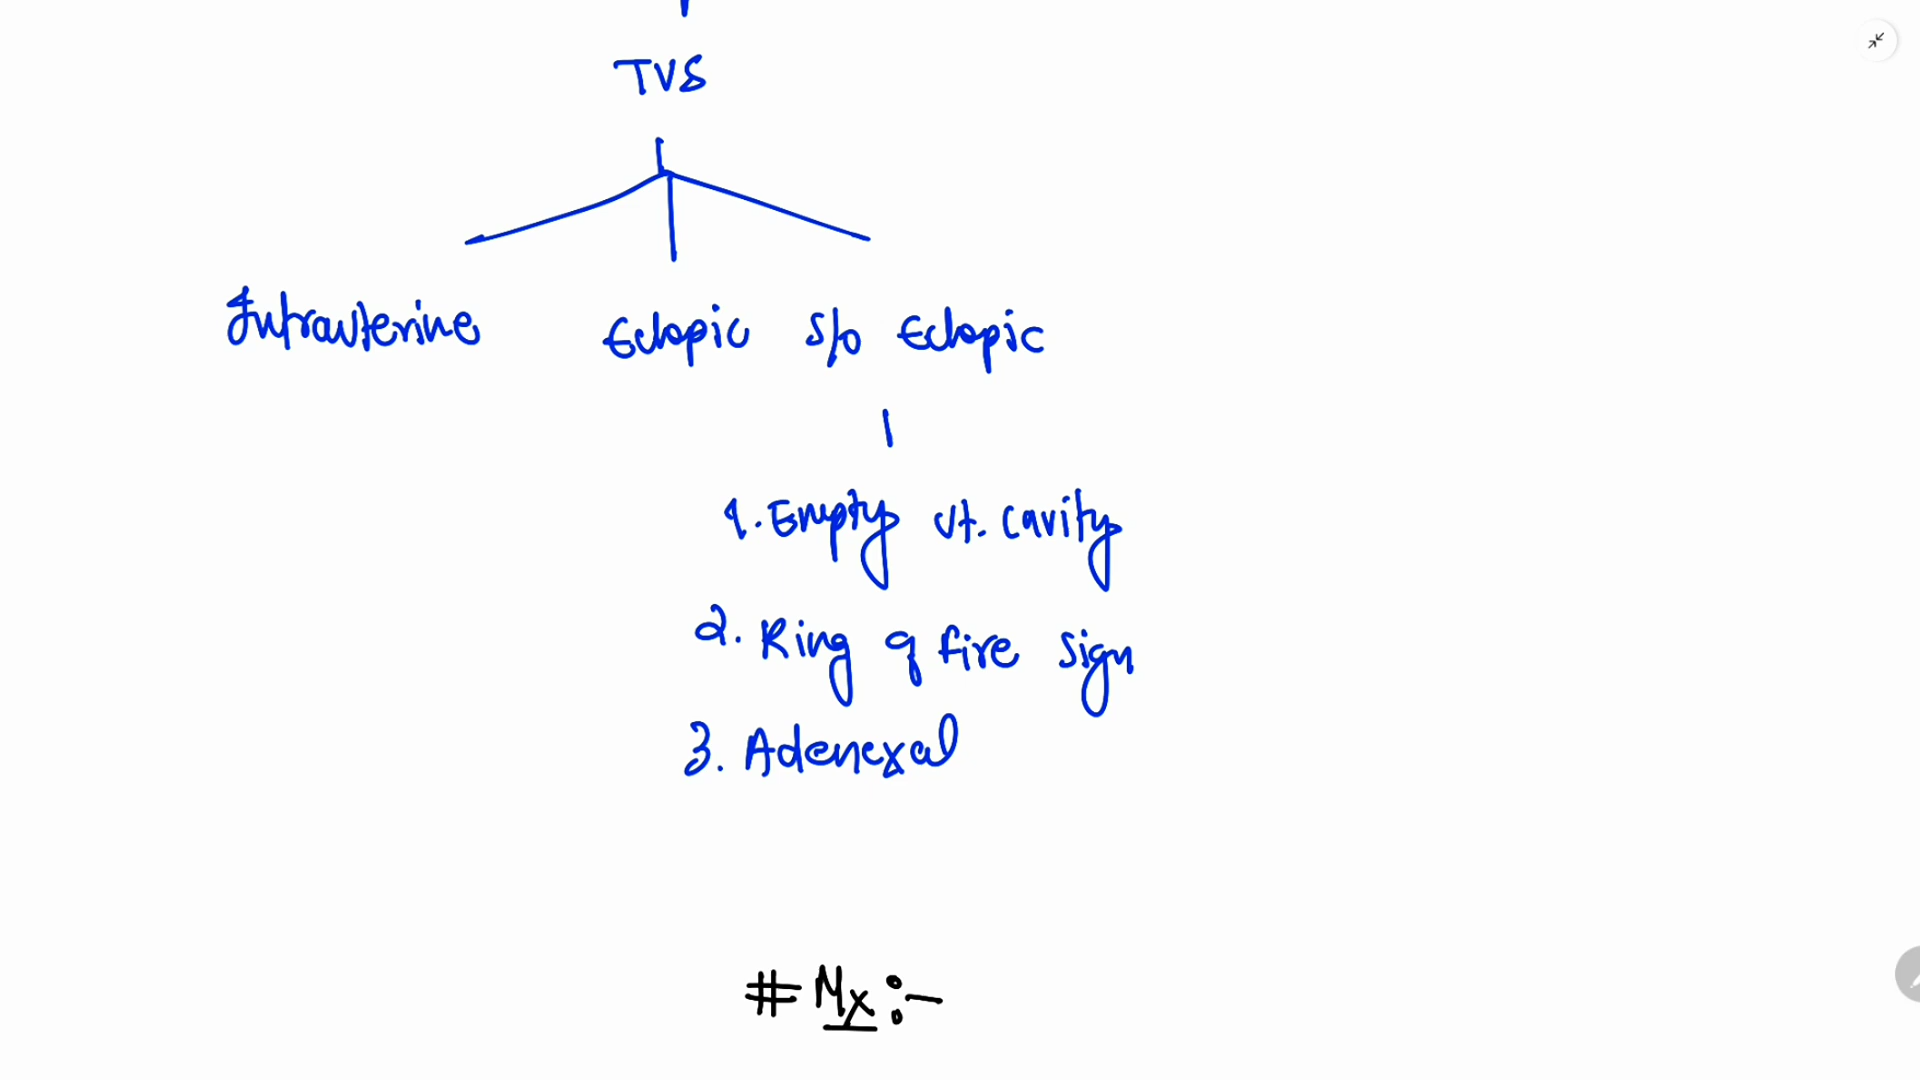 TVS
Intrauterine Ectopic S/o Ectopic
1. Empty Ut. cavity
2. Ring of fire sign
3. Adenexal
# Mx :-